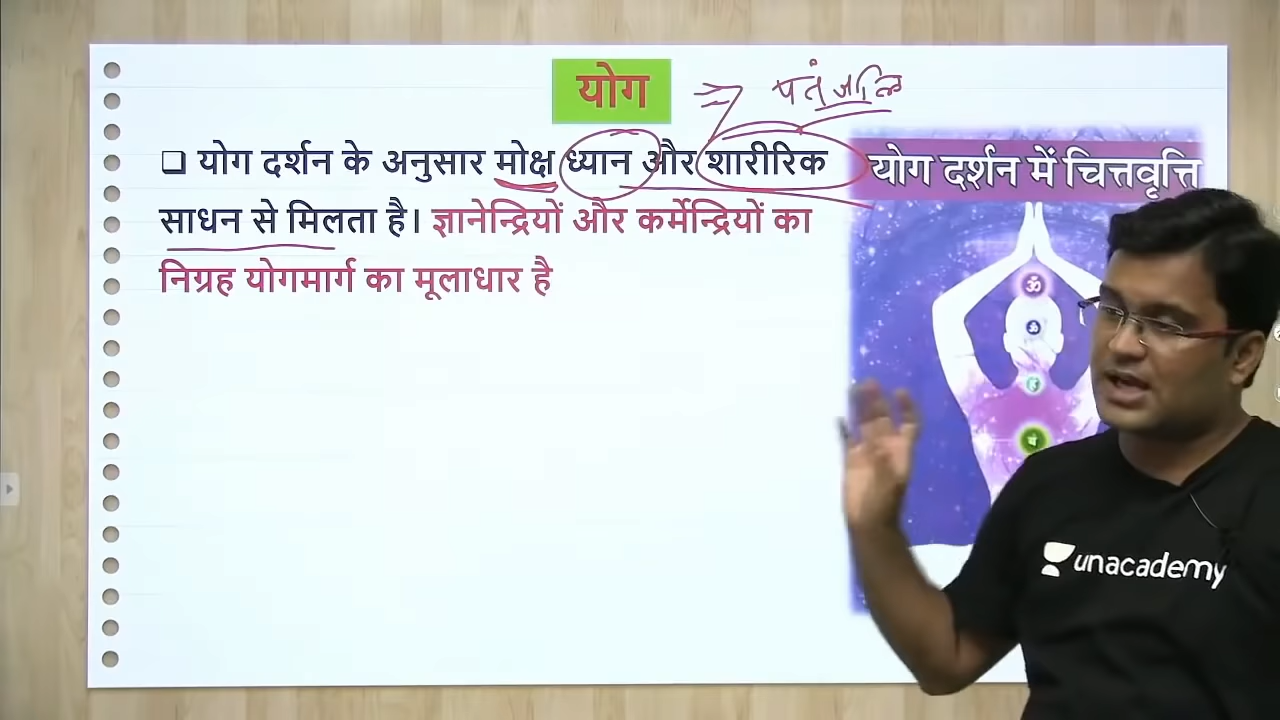 योग
पतंजलि
❑ योग दर्शन के अनुसार मोक्ष ध्यान और शारीरिक
साधन से मिलता है। ज्ञानेन्द्रियों और कर्मेन्द्रियों का
निग्रह योगमार्ग का मूलाधार है
योग दर्शन में चित्तवृत्ति
ॐ
ॐ
unacademy